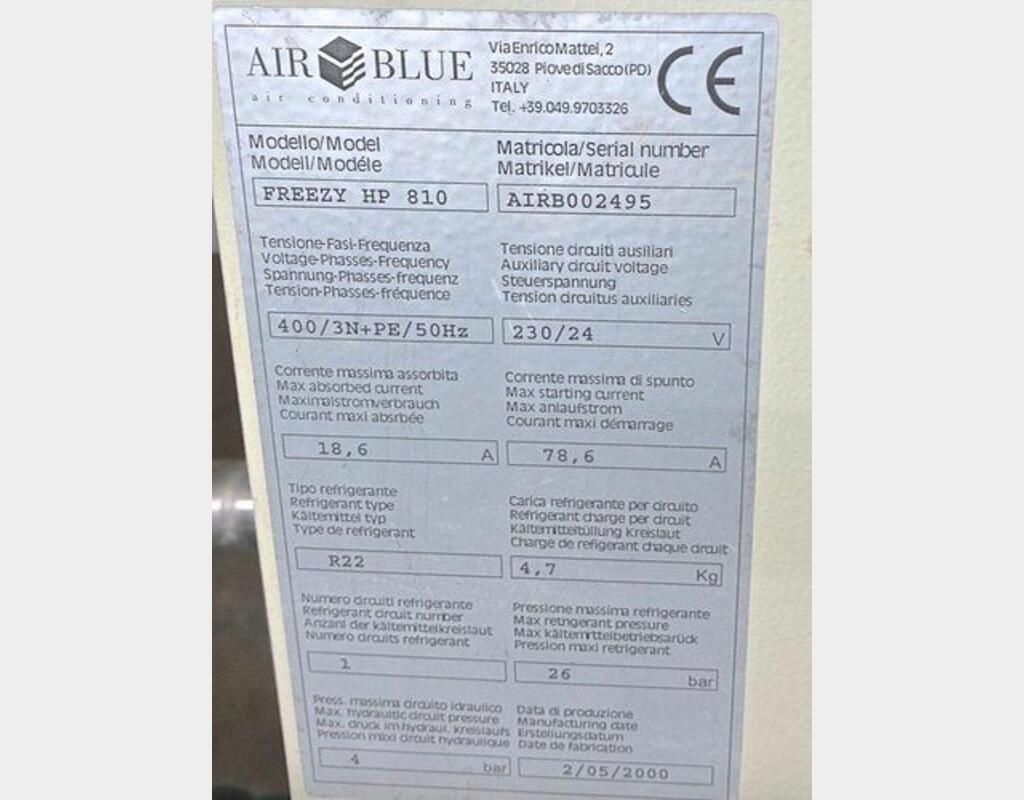 AIR BLUE
air conditioning
Via Enrico Mattei, 2
35028 Piove di Sacco (PD)
ITALY
Tel. +39.049.9703326
CE
Modello/Model
Modell/Modéle
FREEZY HP 810
Matricola/Serial number
Matrikel/Matricule
AIRB002495
Tensione-Fasi-Frequenza
Voltage-Phasses-Frequency
Spannung-Phasses-frequenz
Tension-Phasses-fréquence
400/3N+PE/50Hz
Tensione circuiti ausiliari
Auxiliary circuit voltage
Steuerspannung
Tension circuitus auxiliaries
230/24 V
Corrente massima assorbita
Max absorbed current
Maximalstromverbrauch
Courant maxi absrbée
18,6 A
Corrente massima di spunto
Max starting current
Max anlaufstrom
Courant maxi démarrage
78,6 A
Tipo refrigerante
Refrigerant type
Kältemittel typ
Type de refrigerant
R22
Carica refrigerante per circuito
Refrigerant charge per circuit
Kältemitteltüllung Kreislaut
Charge de refigerant chaque circuit
4,7 Kg
Numero circuiti refrigerante
Refrigerant circuit number
Anzani der kältemittelkreislaut
Numero circuits refrigerant
1
Pressione massima refrigerante
Max retngerant pressure
Max kältemittelbetriebsarück
Pression maxi retrigerant
26 bar
Press. massima circuito idraulico
Max. hydraultic circuit pressure
Max. druck im hydraul. kreislaufs
Pression maxi circuit hydraulique
4 bar
Data di produzione
Manufacturing date
Erstellungsdatum
Date de fabrication
2/05/2000